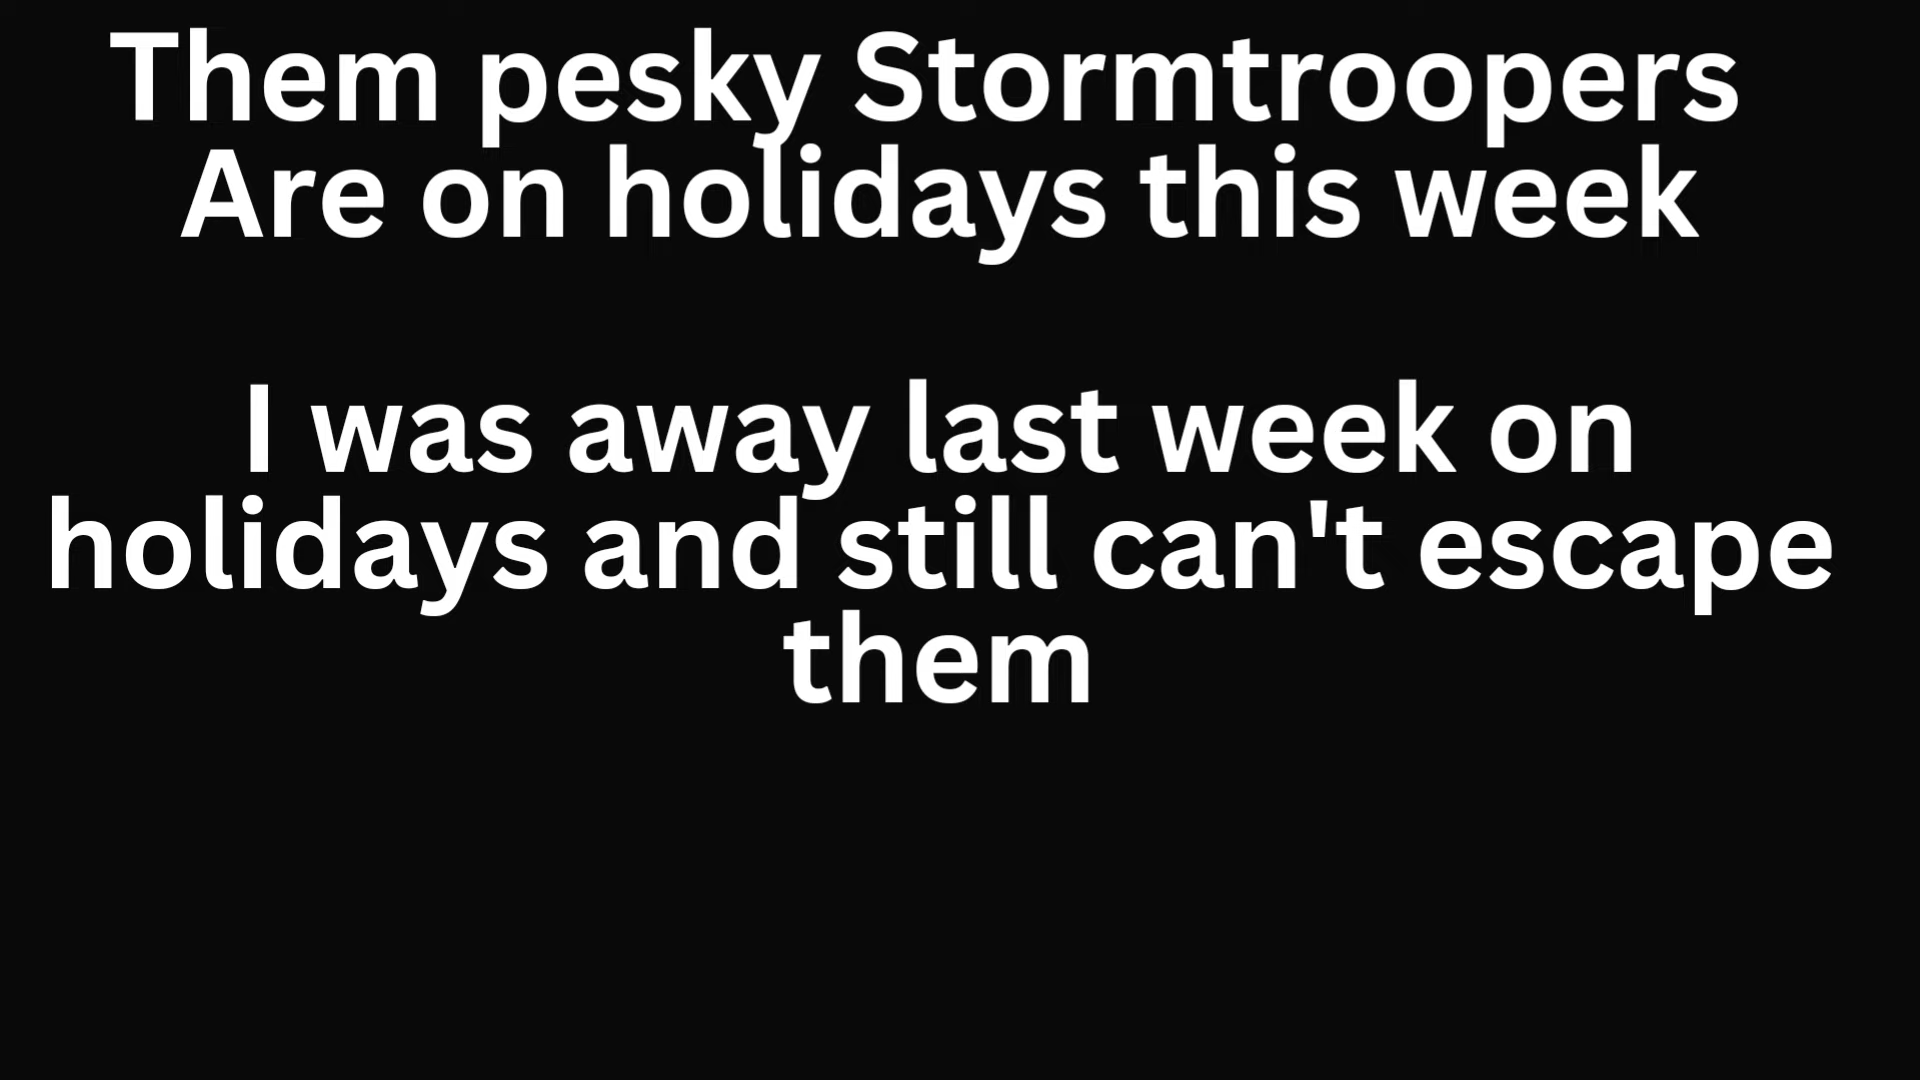 Them pesky Stormtroopers
Are on holidays this week
I was away last week on
holidays and still can't escape
them